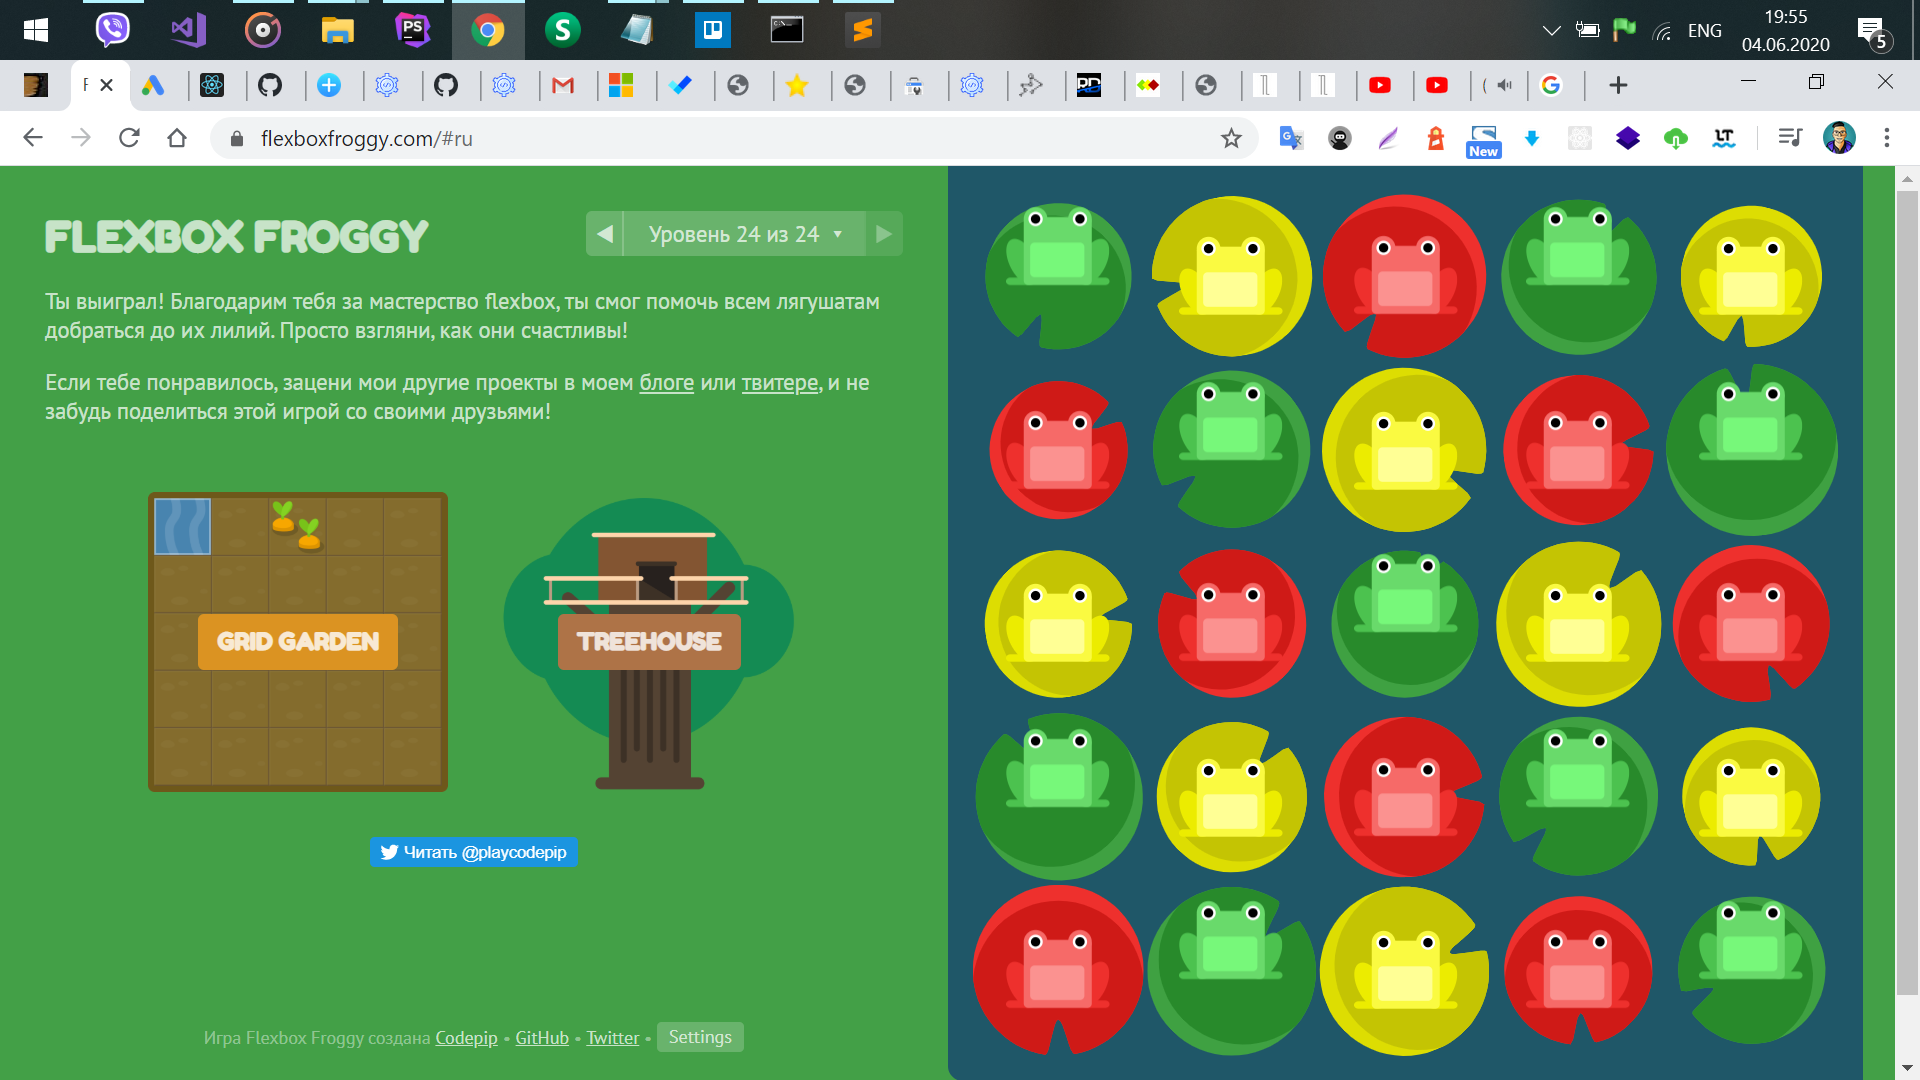 ENG
19:55
04.06.2020
5
flexboxfroggy.com/#ru
New
LT
FLEXBOX FROGGY
Уровень 24 из 24
Ты выиграл! Благодарим тебя за мастерство flexbox, ты смог помочь всем лягушатам
добраться до их лилий. Просто взгляни, как они счастливы!
Если тебе понравилось, зацени мои другие проекты в моем блоге или твитере, и не
забудь поделиться этой игрой со своими друзьями!
GRID GARDEN
TREEHOUSE
Читать @playcodepip
Игра Flexbox Froggy создана Codepip • GitHub • Twitter • Settings